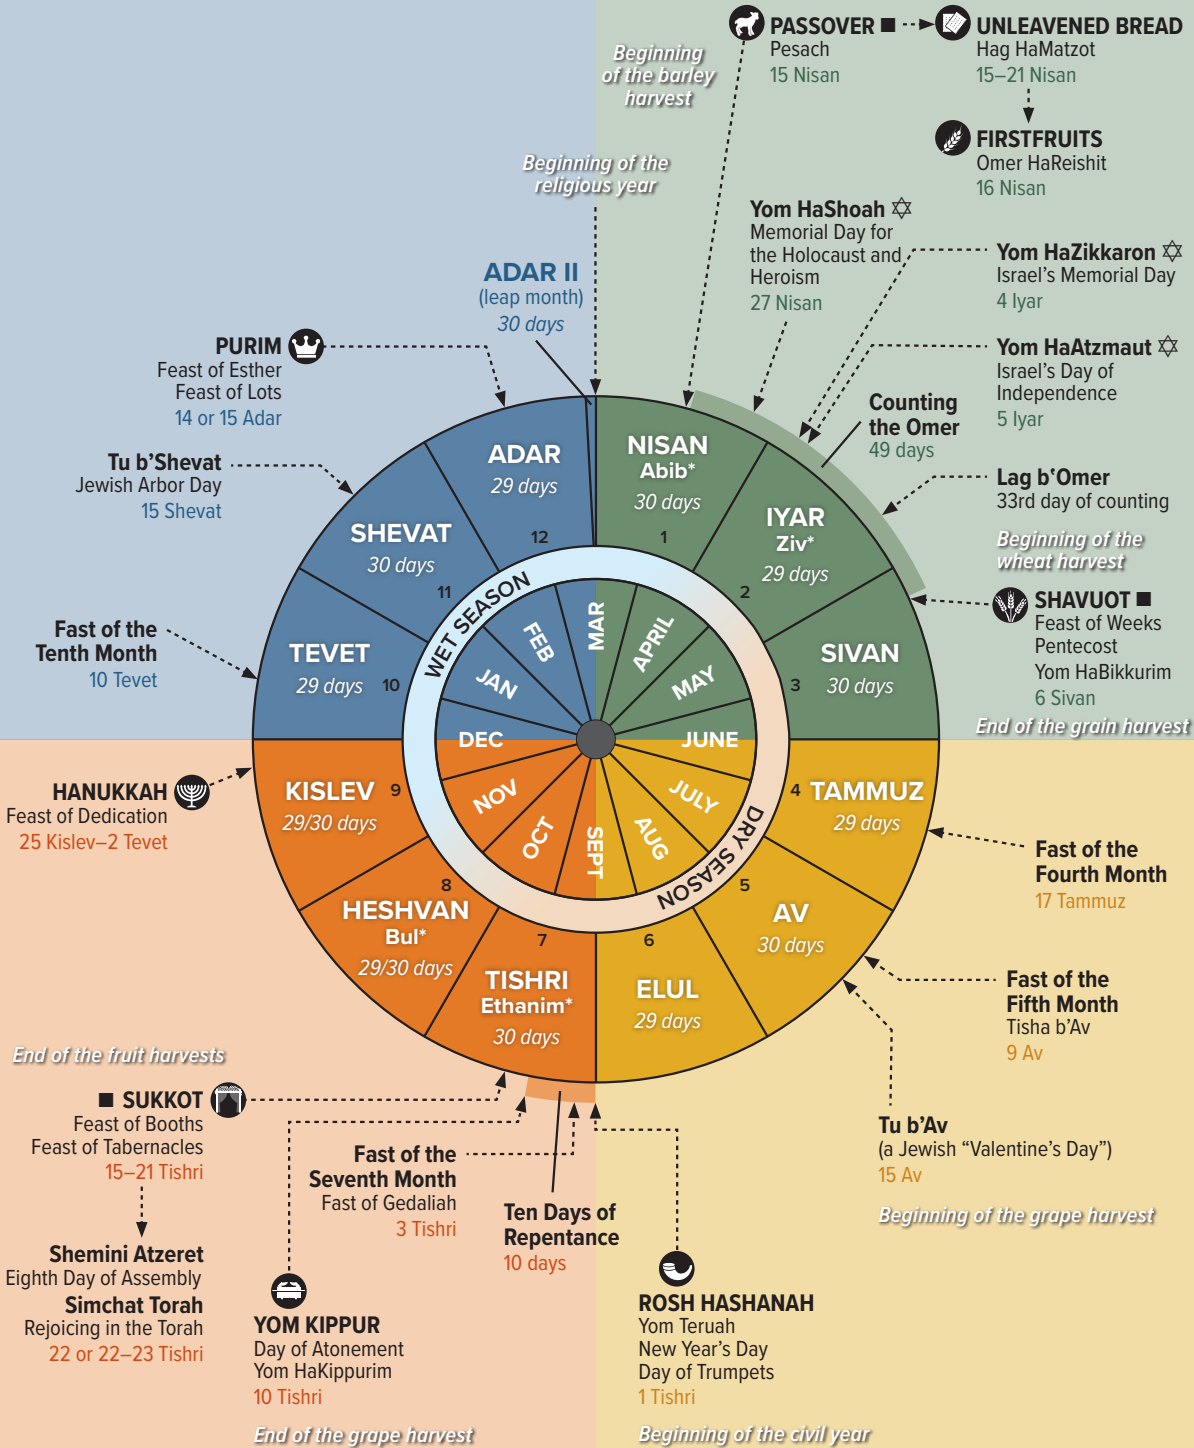 PASSOVER ■
Pesach
15 Nisan
UNLEAVENED BREAD
Hag HaMatzot
15–21 Nisan
FIRSTFRUITS
Omer HaReishit
16 Nisan
Beginning
of the barley
harvest
Beginning of the
religious year
Yom HaShoah ✡
Memorial Day for
the Holocaust and
Heroism
27 Nisan
Yom HaZikkaron ✡
Israel’s Memorial Day
4 Iyar
Yom HaAtzmaut ✡
Israel’s Day of
Independence
5 Iyar
Counting
the Omer
49 days
Lag b‘Omer
33rd day of counting
Beginning of the
wheat harvest
SHAVUOT ■
Feast of Weeks
Pentecost
Yom HaBikkurim
6 Sivan
End of the grain harvest
ADAR II
(leap month)
30 days
PURIM
Feast of Esther
Feast of Lots
14 or 15 Adar
Tu b’Shevat
Jewish Arbor Day
15 Shevat
Fast of the
Tenth Month
10 Tevet
HANUKKAH
Feast of Dedication
25 Kislev–2 Tevet
NISAN
Abib*
30 days
1
IYAR
Ziv*
29 days
2
SIVAN
30 days
3
TAMMUZ
29 days
4
AV
30 days
5
ELUL
29 days
6
TISHRI
Ethanim*
30 days
7
HESHVAN
Bul*
29/30 days
8
KISLEV
29/30 days
9
TEVET
29 days
10
SHEVAT
30 days
11
ADAR
29 days
12
WET SEASON
DRY SEASON
MAR
APRIL
MAY
JUNE
JULY
AUG
SEPT
OCT
NOV
DEC
JAN
FEB
Fast of the
Fourth Month
17 Tammuz
Fast of the
Fifth Month
Tisha b’Av
9 Av
Tu b’Av
(a Jewish “Valentine’s Day”)
15 Av
Beginning of the grape harvest
End of the fruit harvests
■ SUKKOT
Feast of Booths
Feast of Tabernacles
15–21 Tishri
Shemini Atzeret
Eighth Day of Assembly
Simchat Torah
Rejoicing in the Torah
22 or 22–23 Tishri
Fast of the
Seventh Month
Fast of Gedaliah
3 Tishri
Ten Days of
Repentance
10 days
YOM KIPPUR
Day of Atonement
Yom HaKippurim
10 Tishri
End of the grape harvest
ROSH HASHANAH
Yom Teruah
New Year’s Day
Day of Trumpets
1 Tishri
Beginning of the civil year